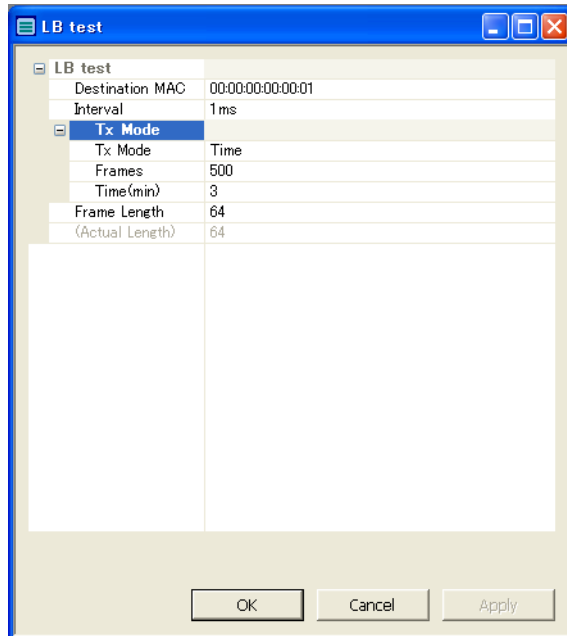 LB test
LB test
Destination MAC 00:00:00:00:00:01
Interval 1ms
Tx Mode
Tx Mode Time
Frames 500
Time(min) 3
Frame Length 64
(Actual Length) 64
OK Cancel Apply